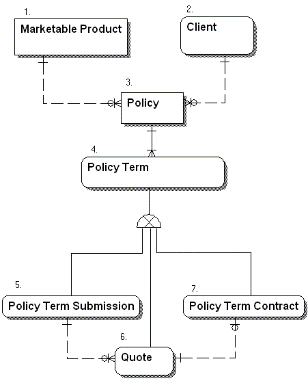 1.
Marketable Product
2.
Client
3.
Policy
4.
Policy Term
5.
Policy Term Submission
7.
Policy Term Contract
6.
Quote